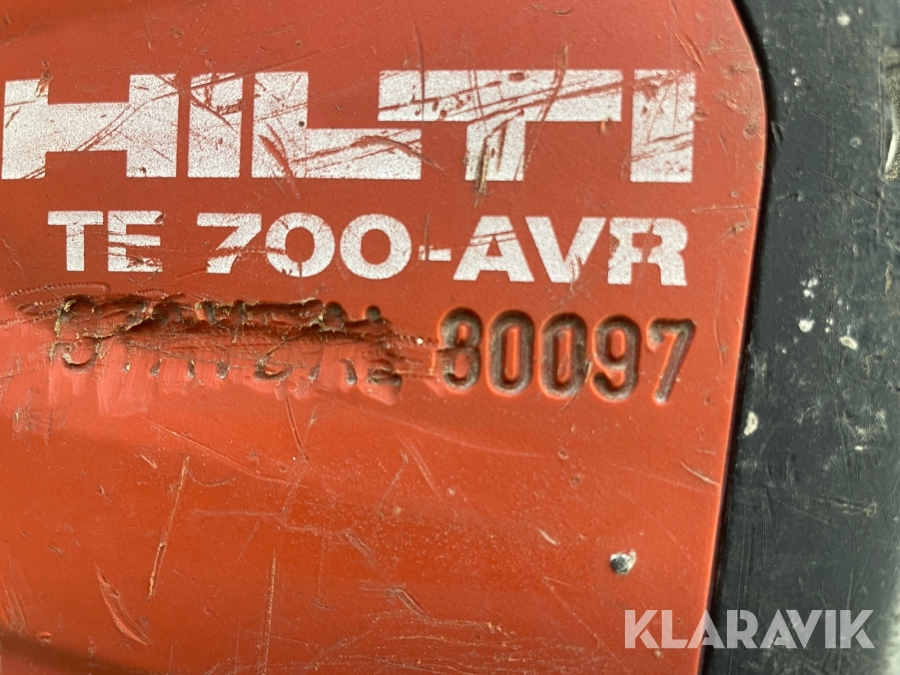 HILTI
TE 700-AVR
80097
KLARAVIK